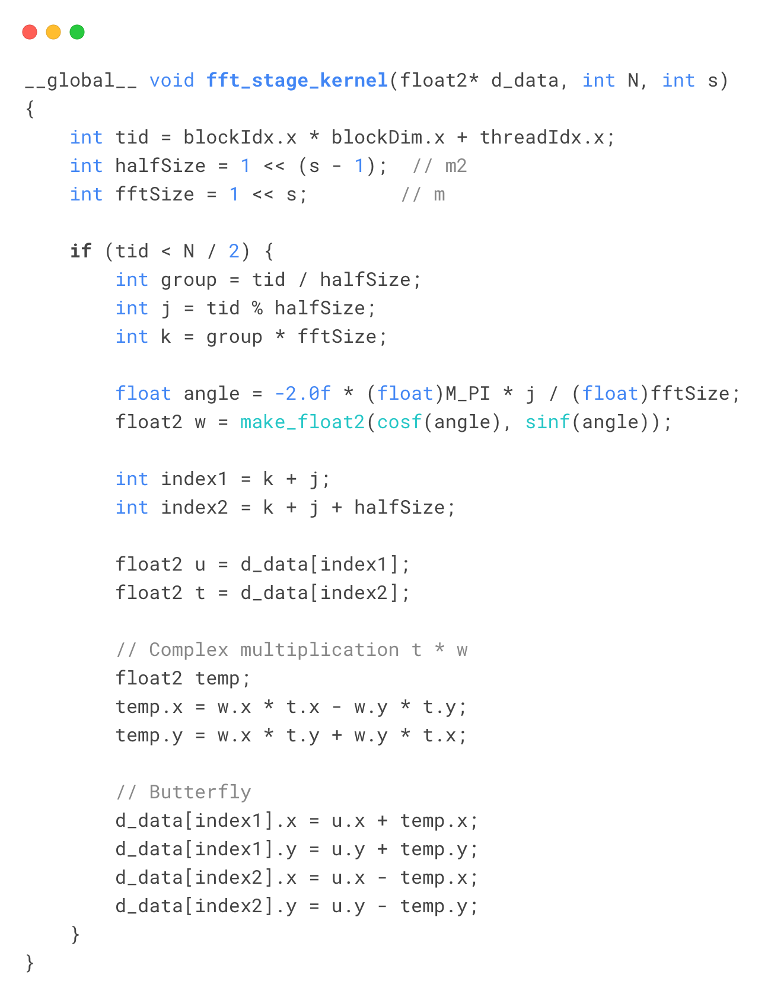 __global__ void fft_stage_kernel(float2* d_data, int N, int s)
{
    int tid = blockIdx.x * blockDim.x + threadIdx.x;
    int halfSize = 1 << (s - 1);  // m2
    int fftSize = 1 << s;        // m

    if (tid < N / 2) {
        int group = tid / halfSize;
        int j = tid % halfSize;
        int k = group * fftSize;

        float angle = -2.0f * (float)M_PI * j / (float)fftSize;
        float2 w = make_float2(cosf(angle), sinf(angle));

        int index1 = k + j;
        int index2 = k + j + halfSize;

        float2 u = d_data[index1];
        float2 t = d_data[index2];

        // Complex multiplication t * w
        float2 temp;
        temp.x = w.x * t.x - w.y * t.y;
        temp.y = w.x * t.y + w.y * t.x;

        // Butterfly
        d_data[index1].x = u.x + temp.x;
        d_data[index1].y = u.y + temp.y;
        d_data[index2].x = u.x - temp.x;
        d_data[index2].y = u.y - temp.y;
    }
}